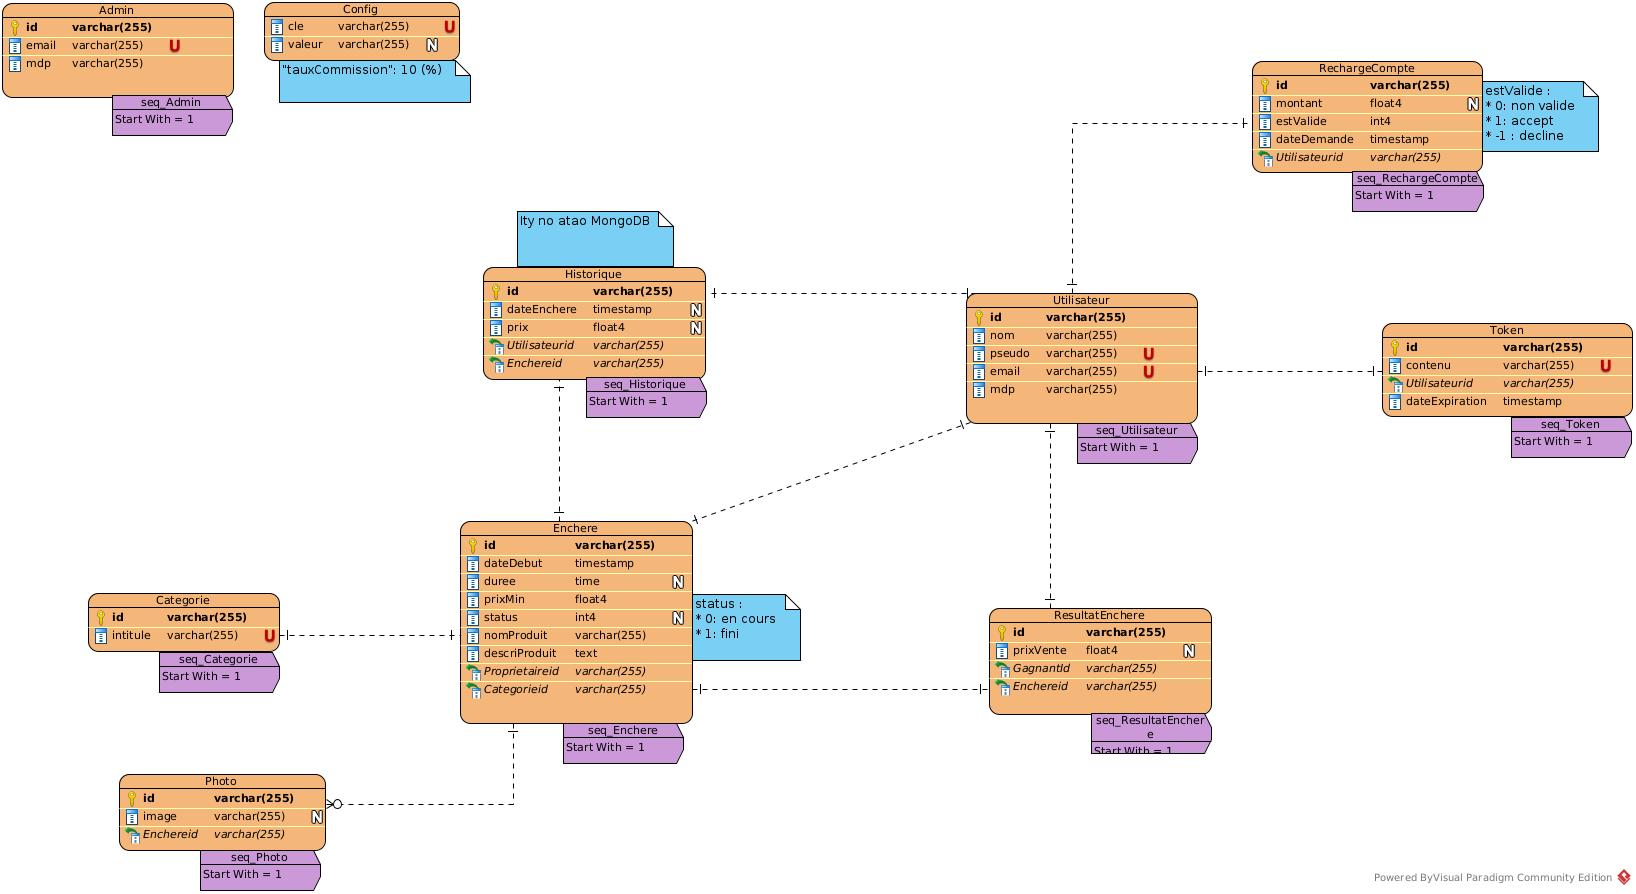 Admin
id varchar(255)
email varchar(255) U
mdp varchar(255)
seq_Admin
Start With = 1
Config
cle varchar(255) U
valeur varchar(255) N
"tauxCommission": 10 (%)
RechargeCompte
id varchar(255)
montant float4 N
estValide int4
dateDemande timestamp
Utilisateurid varchar(255)
seq_RechargeCompte
Start With = 1
estValide :
* 0: non valide
* 1: accept
* -1 : decline
Ity no atao MongoDB
Historique
id varchar(255)
dateEnchere timestamp N
prix float4 N
Utilisateurid varchar(255)
Enchereid varchar(255)
seq_Historique
Start With = 1
Utilisateur
id varchar(255)
nom varchar(255)
pseudo varchar(255) U
email varchar(255) U
mdp varchar(255)
seq_Utilisateur
Start With = 1
Token
id varchar(255)
contenu varchar(255) U
Utilisateurid varchar(255)
dateExpiration timestamp
seq_Token
Start With = 1
Enchere
id varchar(255)
dateDebut timestamp
duree time N
prixMin float4
status int4 N
nomProduit varchar(255)
descriProduit text
Proprietaireid varchar(255)
Categorieid varchar(255)
seq_Enchere
Start With = 1
status :
* 0: en cours
* 1: fini
Categorie
id varchar(255)
intitule varchar(255) U
seq_Categorie
Start With = 1
ResultatEnchere
id varchar(255)
prixVente float4 N
GagnantId varchar(255)
Enchereid varchar(255)
seq_ResultatEncher
e
Start With = 1
Photo
id varchar(255)
image varchar(255) N
Enchereid varchar(255)
seq_Photo
Start With = 1
Powered ByVisual Paradigm Community Edition